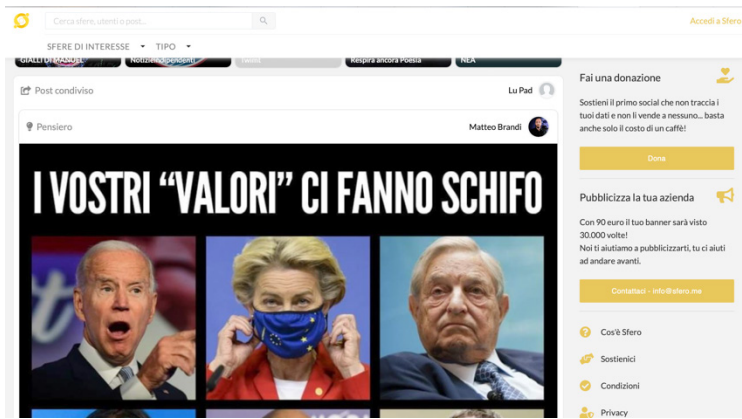 Cerca sfere, utenti o post...
Accedi a Sfero
SFERE DI INTERESSE
TIPO
GIALLI DI MANUEL
NotizieIndipendenti
Twora
Respira ancora Poesia
NEA
Post condiviso
Lu Pad
Pensiero
Matteo Brandi
I VOSTRI “VALORI” CI FANNO SCHIFO
Fai una donazione
Sostieni il primo social che non traccia i
tuoi dati e non li vende a nessuno... basta
anche solo il costo di un caffè!
Dona
Pubblicizza la tua azienda
Con 90 euro il tuo banner sarà visto
30.000 volte!
Noi ti aiutiamo a pubblicizzarti, tu ci aiuti
ad andare avanti.
Contattaci - info@sfero.me
Cos'è Sfero
Sostienici
Condizioni
Privacy